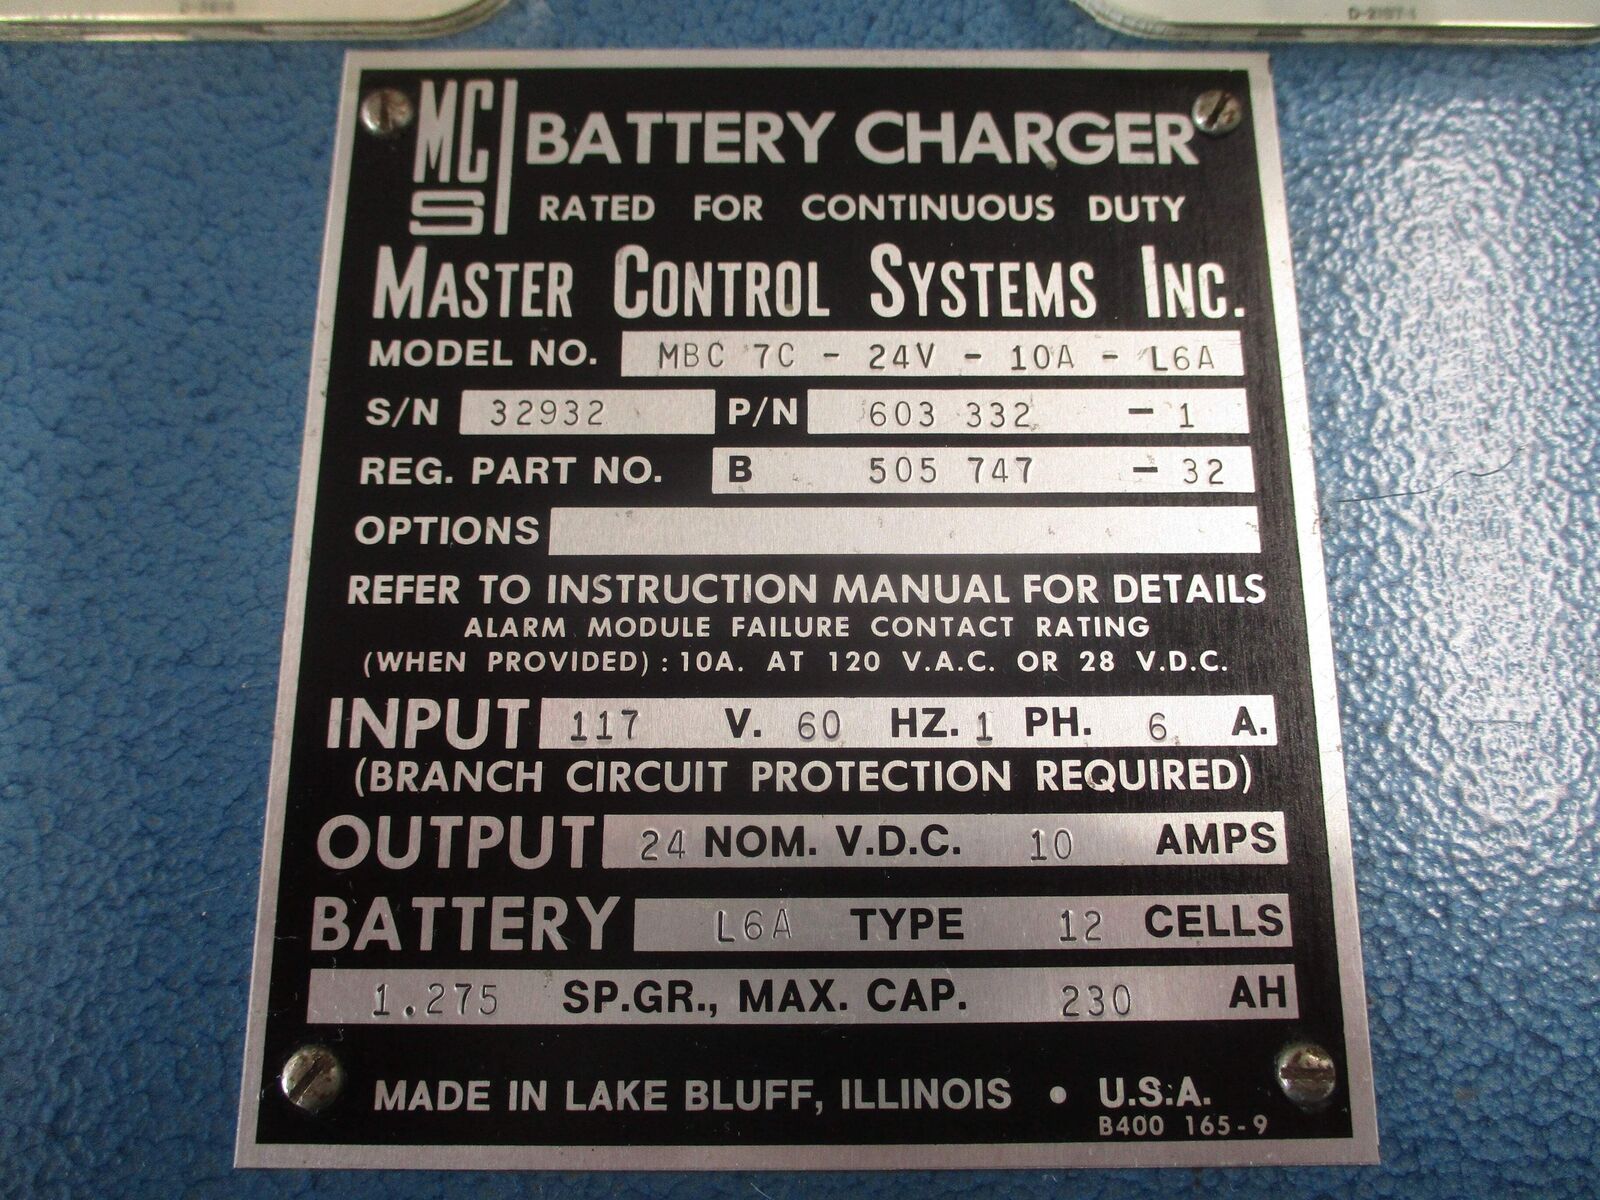 D-2107-1
MC
S
BATTERY CHARGER
RATED FOR CONTINUOUS DUTY
MASTER CONTROL SYSTEMS INC.
MODEL NO. MBC 7C - 24V - 10A - L6A
S/N 32932 P/N 603 332 - 1
REG. PART NO. B 505 747 - 32
OPTIONS
REFER TO INSTRUCTION MANUAL FOR DETAILS
ALARM MODULE FAILURE CONTACT RATING
(WHEN PROVIDED) : 10A. AT 120 V.A.C. OR 28 V.D.C.
INPUT 117 V. 60 HZ. 1 PH. 6 A.
(BRANCH CIRCUIT PROTECTION REQUIRED)
OUTPUT 24 NOM. V.D.C. 10 AMPS
BATTERY L6A TYPE 12 CELLS
1.275 SP.GR., MAX. CAP. 230 AH
MADE IN LAKE BLUFF, ILLINOIS • U.S.A.
B400 165-9